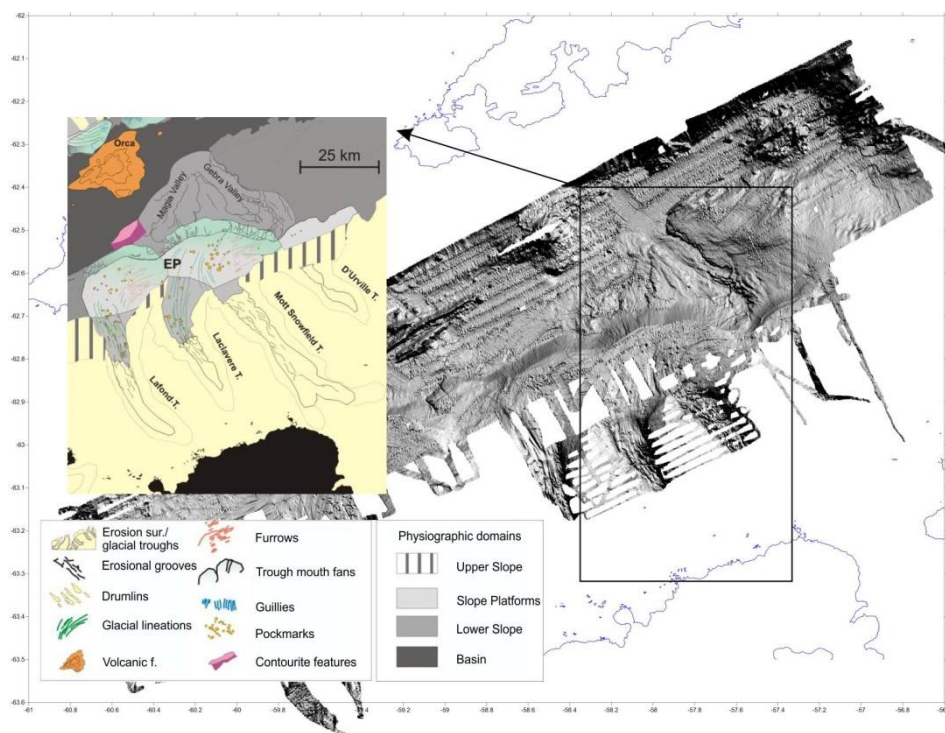 -62
-62.1
-62.2
-62.3
-62.4
-62.5
-62.6
-62.7
-62.8
-62.9
-63
-63.1
-63.2
-63.3
-63.4
-63.5
-63.6
-61
-60.8
-60.6
-60.4
-60.2
-60
-59.8
-59.6
-59.4
-59.2
-59
-58.8
-58.6
-58.4
-58.2
-58
-57.8
-57.6
-57.4
-57.2
-57
-56.8
Orca
25 km
Magia Valley
Gebra Valley
EP
D'Urville T.
Mott Snowfield T.
Laclavere T.
Lafond T.
Erosion sur./
glacial troughs
Erosional grooves
Drumlins
Glacial lineations
Volcanic f.
Furrows
Trough mouth fans
Guillies
Pockmarks
Contourite features
Physiographic domains
Upper Slope
Slope Platforms
Lower Slope
Basin